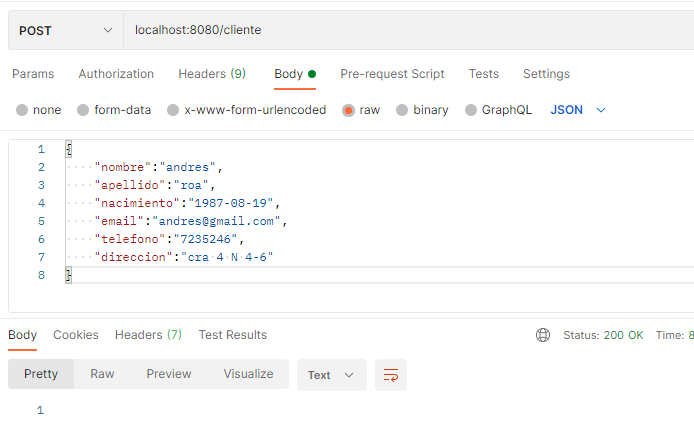 POST localhost:8080/cliente
Params Authorization Headers (9) Body Pre-request Script Tests Settings
none form-data x-www-form-urlencoded raw binary GraphQL JSON
1 {
2 "nombre":"andres",
3 "apellido":"roa",
4 "nacimiento":"1987-08-19",
5 "email":"andres@gmail.com",
6 "telefono":"7235246",
7 "direccion":"cra 4 N 4-6"
8 }
Body Cookies Headers (7) Test Results Status: 200 OK Time: 8
Pretty Raw Preview Visualize Text
1